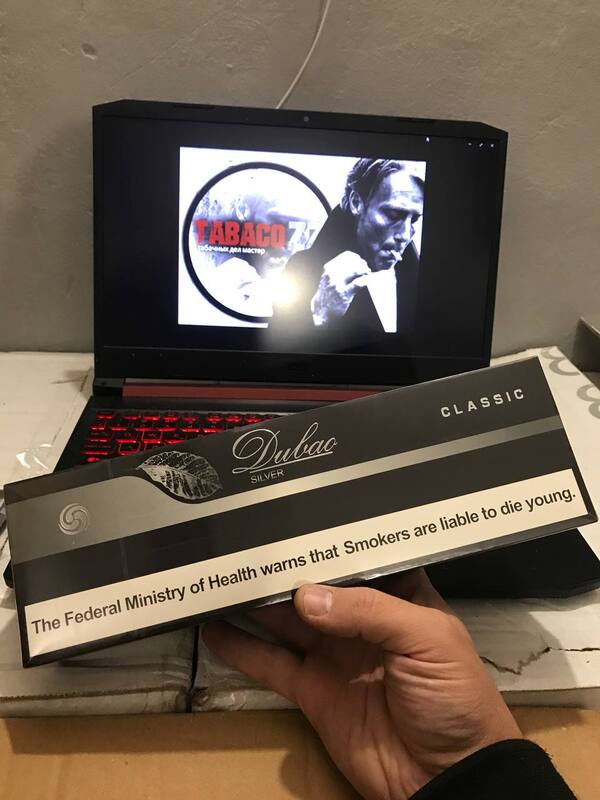 TABACO77
табачных дел мастер
CLASSIC
Dubao
SILVER
The Federal Ministry of Health warns that Smokers are liable to die young.